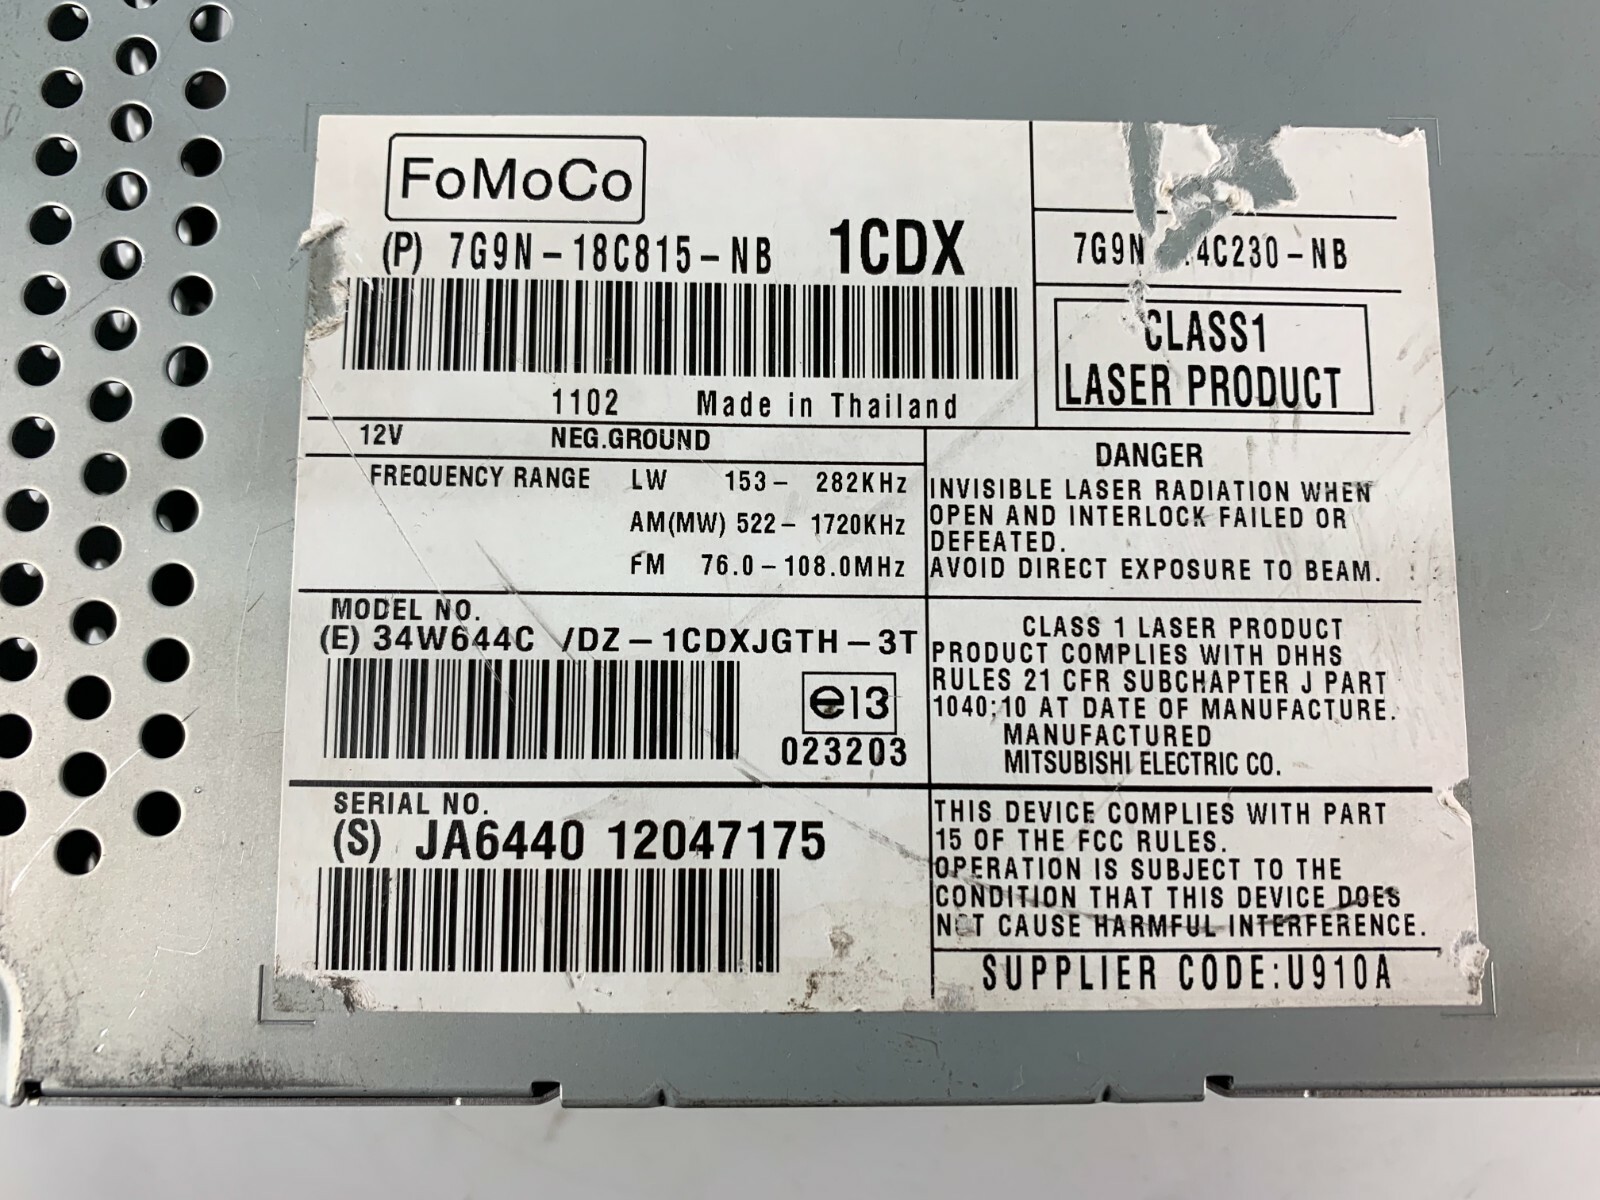 FoMoCo
(P) 7G9N-18C815-NB 1CDX
1102 Made in Thailand
7G9N 4C230-NB
CLASS1
LASER PRODUCT
12V NEG.GROUND
FREQUENCY RANGE LW 153- 282KHz
AM(MW) 522- 1720KHz
FM 76.0-108.0MHz
DANGER
INVISIBLE LASER RADIATION WHEN
OPEN AND INTERLOCK FAILED OR
DEFEATED.
AVOID DIRECT EXPOSURE TO BEAM.
MODEL NO.
(E) 34W644C /DZ-1CDXJGTH-3T
e13
023203
CLASS 1 LASER PRODUCT
PRODUCT COMPLIES WITH DHHS
RULES 21 CFR SUBCHAPTER J PART
1040:10 AT DATE OF MANUFACTURE.
MANUFACTURED
MITSUBISHI ELECTRIC CO.
SERIAL NO.
(S) JA6440 12047175
THIS DEVICE COMPLIES WITH PART
15 OF THE FCC RULES.
OPERATION IS SUBJECT TO THE
CONDITION THAT THIS DEVICE DOES
NOT CAUSE HARMFUL INTERFERENCE.
SUPPLIER CODE:U910A